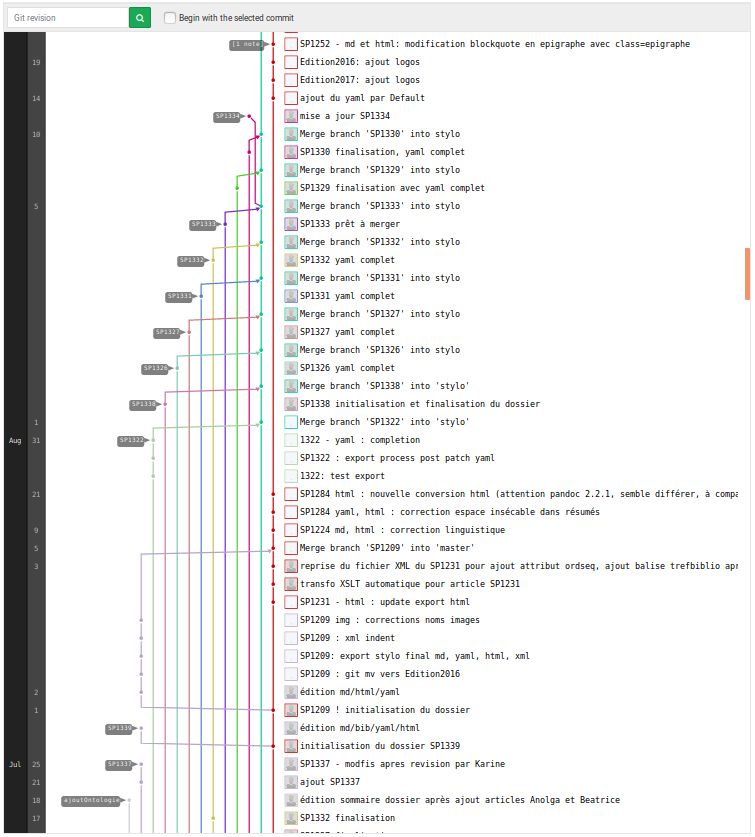 Git revision Begin with the selected commit
[1 note] SP1252 - md et html: modification blockquote en epigraphe avec class=epigraphe
19 Edition2016: ajout logos
Edition2017: ajout logos
14 ajout du yaml par Default
SP1334 mise a jour SP1334
10 Merge branch 'SP1330' into stylo
SP1330 finalisation, yaml complet
Merge branch 'SP1329' into stylo
SP1329 finalisation avec yaml complet
5 Merge branch 'SP1333' into stylo
SP1333 SP1333 prêt à merger
Merge branch 'SP1332' into stylo
SP1332 SP1332 yaml complet
Merge branch 'SP1331' into stylo
SP1331 SP1331 yaml complet
Merge branch 'SP1327' into stylo
SP1327 SP1327 yaml complet
Merge branch 'SP1326' into stylo
SP1326 SP1326 yaml complet
Merge branch 'SP1338' into 'stylo'
SP1338 SP1338 initialisation et finalisation du dossier
1 Merge branch 'SP1322' into 'stylo'
Aug 31 SP1322 1322 - yaml : completion
SP1322 : export process post patch yaml
1322: test export
21 SP1284 html : nouvelle conversion html (attention pandoc 2.2.1, semble différer, à compa
SP1284 yaml, html : correction espace insécable dans résumés
9 SP1224 md, html : correction linguistique
5 Merge branch 'SP1209' into 'master'
3 reprise du fichier XML du SP1231 pour ajout attribut ordseq, ajout balise trefbiblio apr
transfo XSLT automatique pour article SP1231
SP1231 - html : update export html
SP1209 img : corrections noms images
SP1209 : xml indent
SP1209: export stylo final md, yaml, html, xml
SP1209 : git mv vers Edition2016
2 édition md/html/yaml
1 SP1209 ! initialisation du dossier
SP1339 édition md/bib/yaml/html
initialisation du dossier SP1339
Jul 25 SP1337 SP1337 - modfis apres revision par Karine
21 ajout SP1337
18 ajoutOntologie édition sommaire dossier après ajout articles Anolga et Beatrice
17 SP1332 finalisation